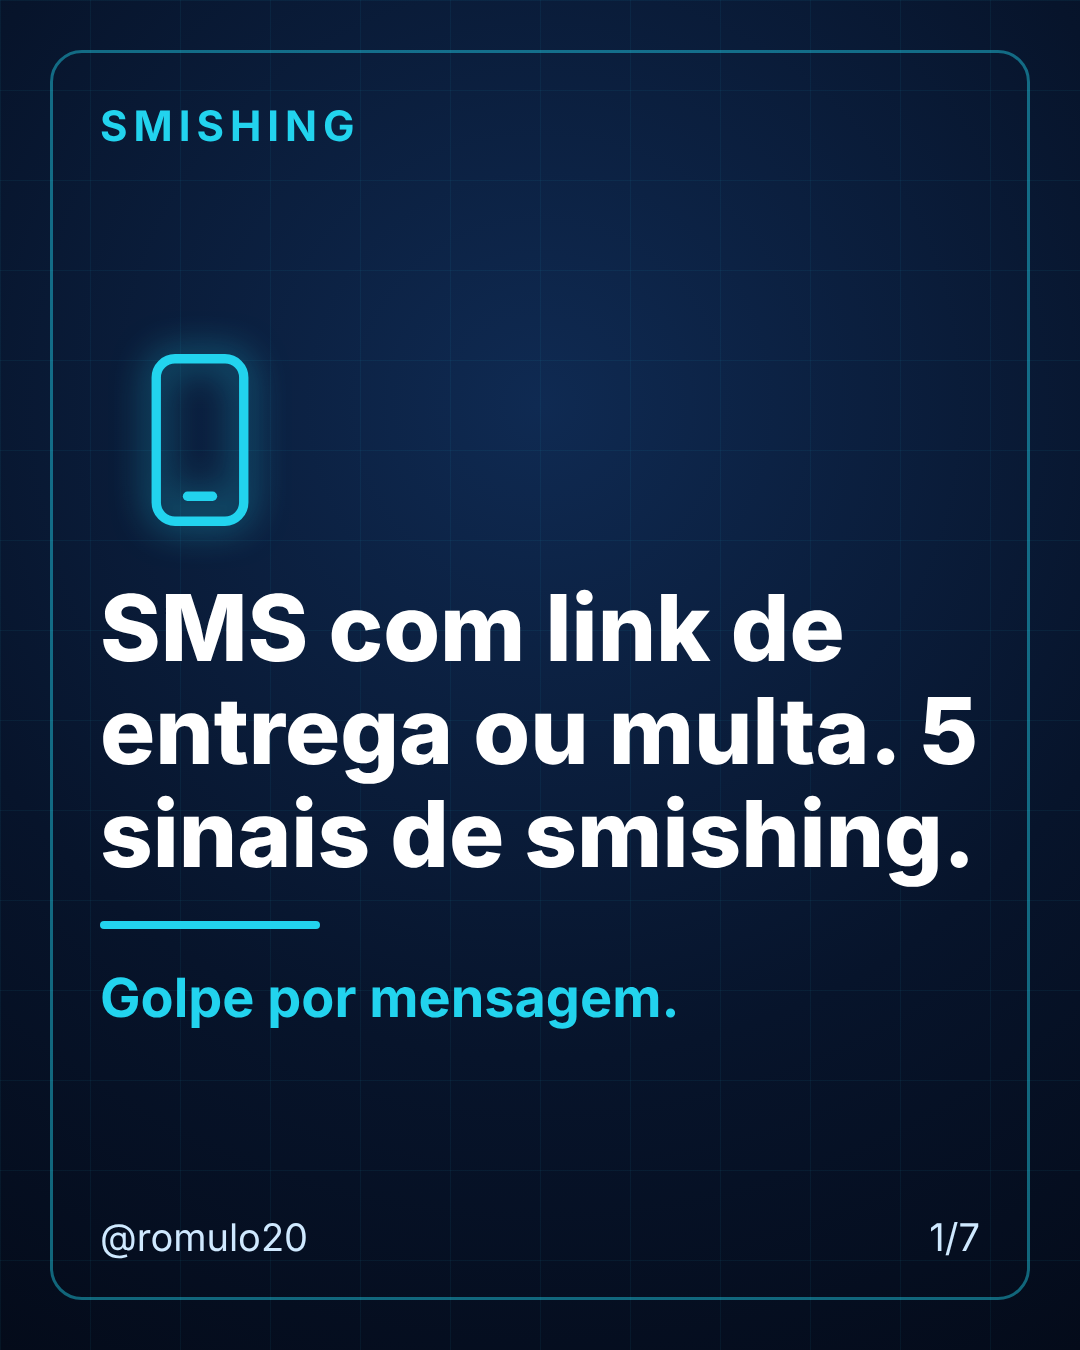 SMISHING
SMS com link de
entrega ou multa. 5
sinais de smishing.
Golpe por mensagem.
@romulo20
1/7